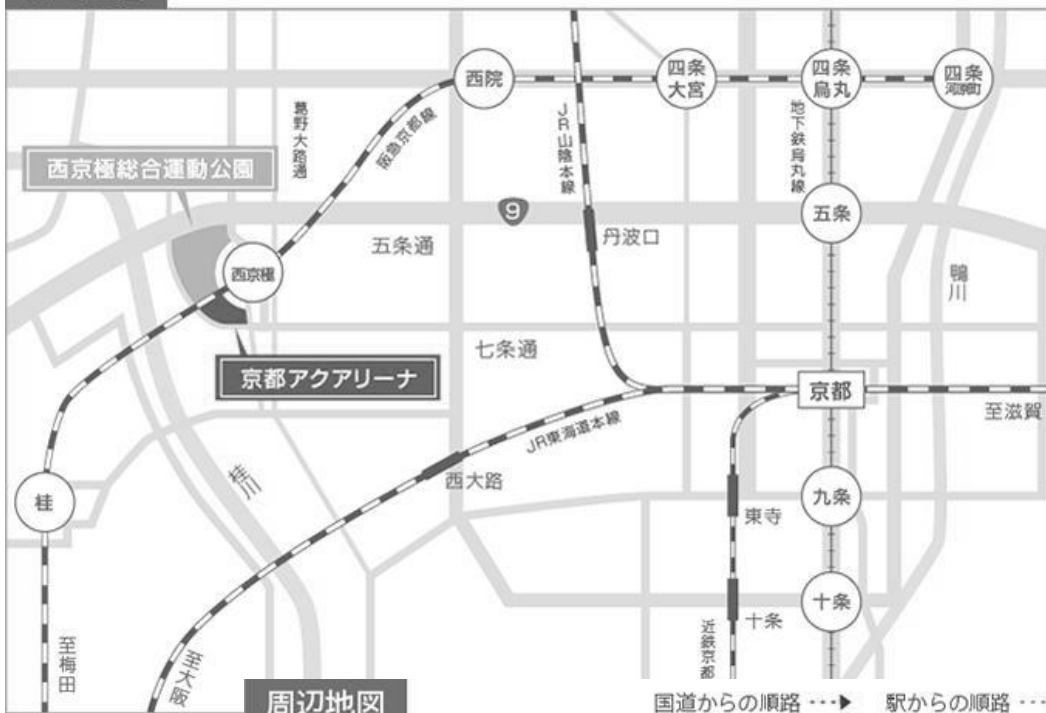 西院
四条
大宮
四条
烏丸
四条
河原町
葛野大路通
阪急京都線
JR山陰本線
地下鉄烏丸線
西京極総合運動公園
9
五条
五条通
丹波口
西京極
鴨川
七条通
京都アクアリーナ
京都
至滋賀
JR東海道本線
桂川
西大路
桂
九条
東寺
十条
十条
近鉄京都
至梅田
至大阪
周辺地図
国道からの順路
駅からの順路